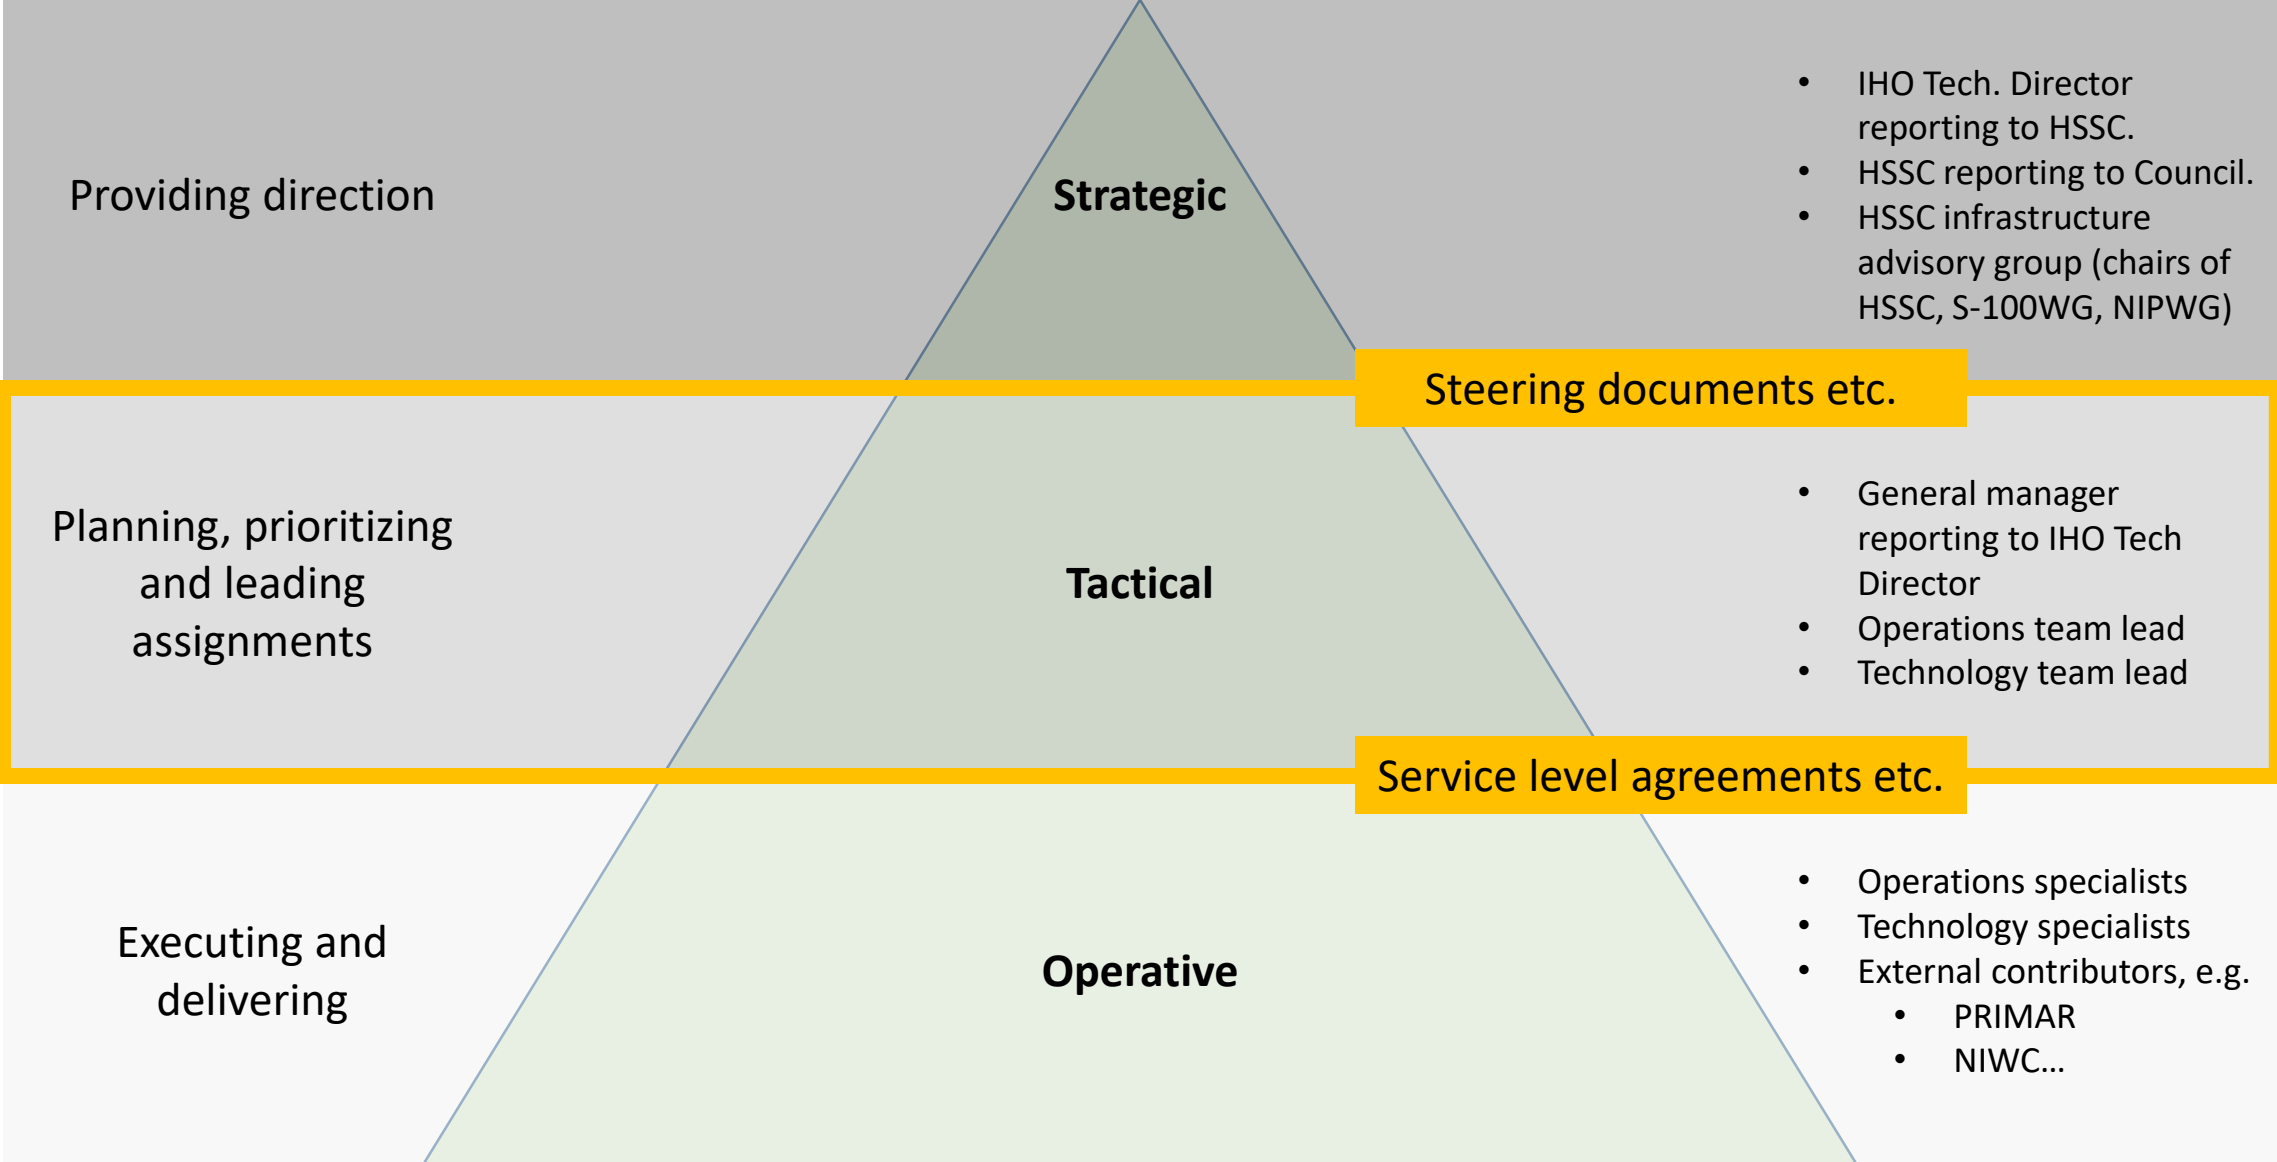 Providing direction
Strategic
• IHO Tech. Director
reporting to HSSC.
• HSSC reporting to Council.
• HSSC infrastructure
advisory group (chairs of
HSSC, S-100WG, NIPWG)
Steering documents etc.
Planning, prioritizing
and leading
assignments
Tactical
• General manager
reporting to IHO Tech
Director
• Operations team lead
• Technology team lead
Service level agreements etc.
Executing and
delivering
Operative
• Operations specialists
• Technology specialists
• External contributors, e.g.
• PRIMAR
• NIWC…